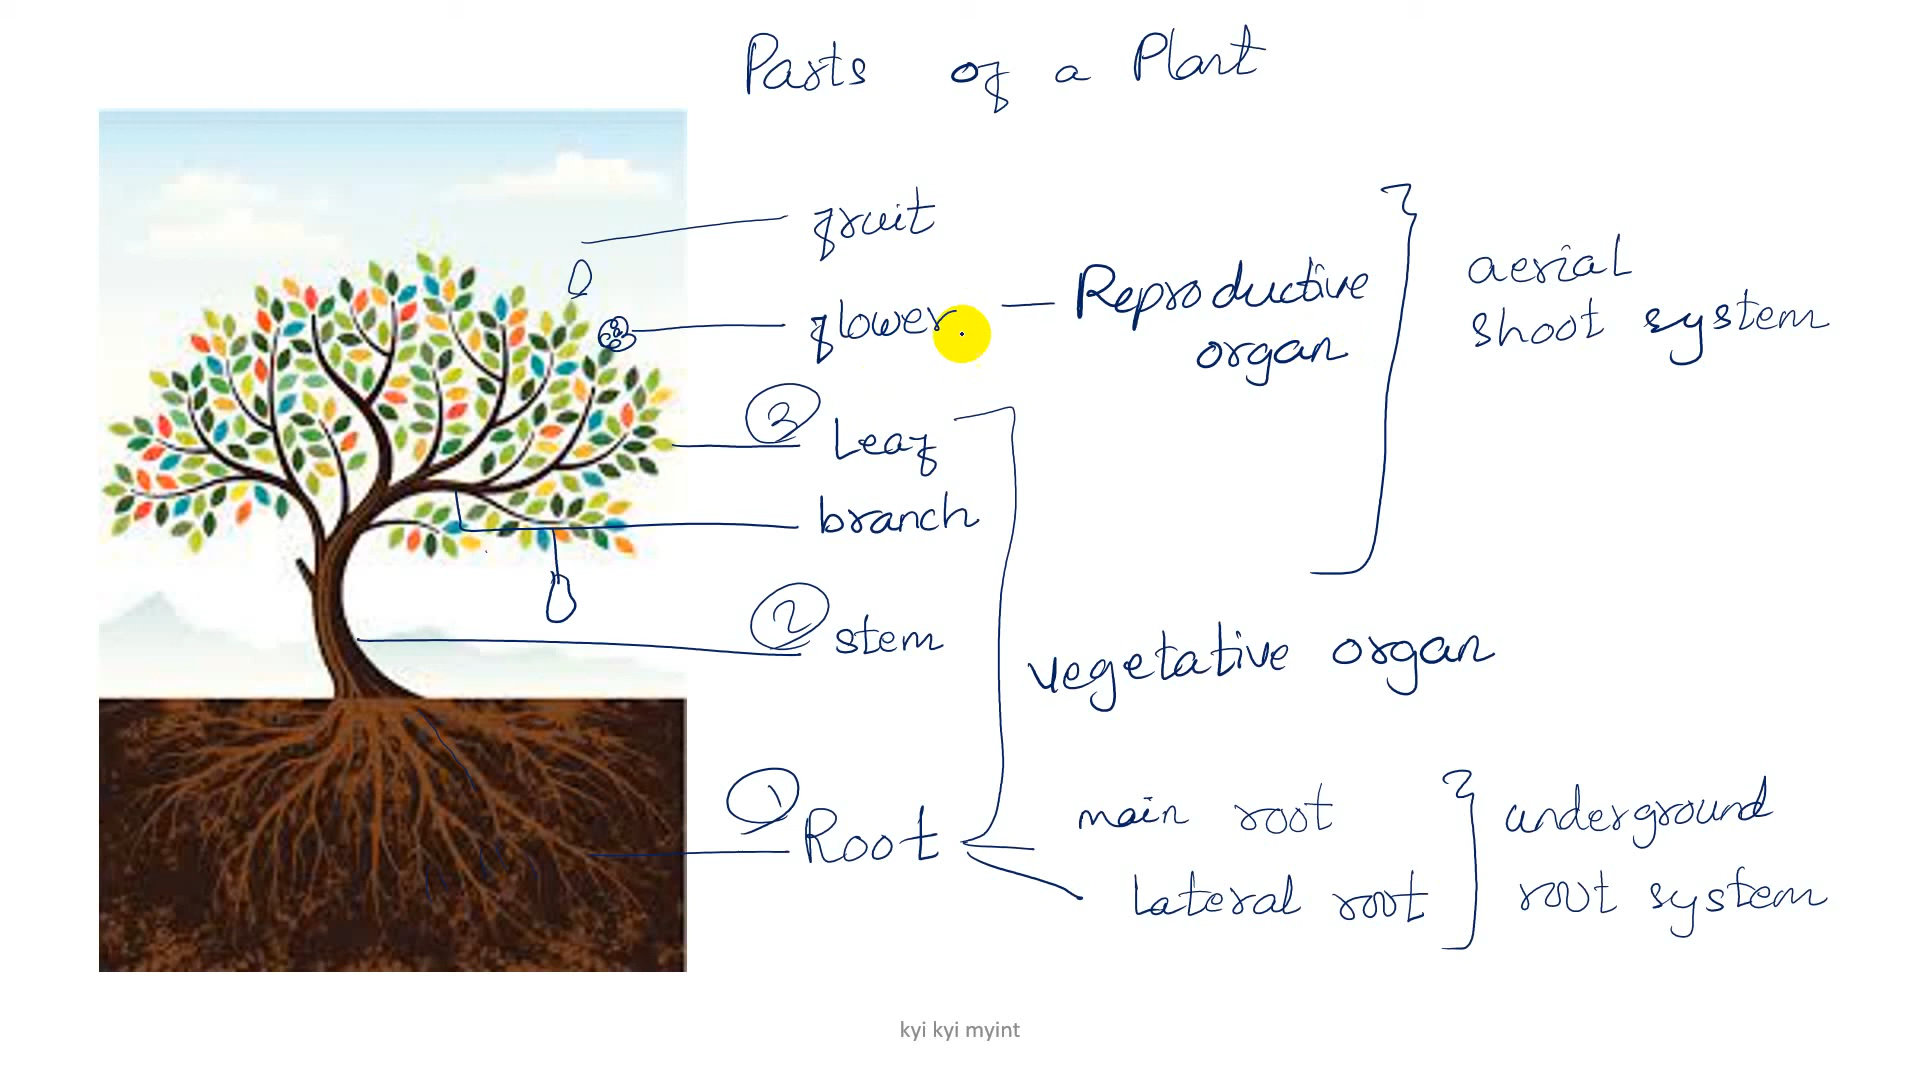 Parts of a Plant
fruit
flower
Reproductive
organ
aerial
shoot system
3
Leaf
branch
2
stem
vegetative organ
1
Root
main root
lateral root
underground
root system
kyi kyi myint